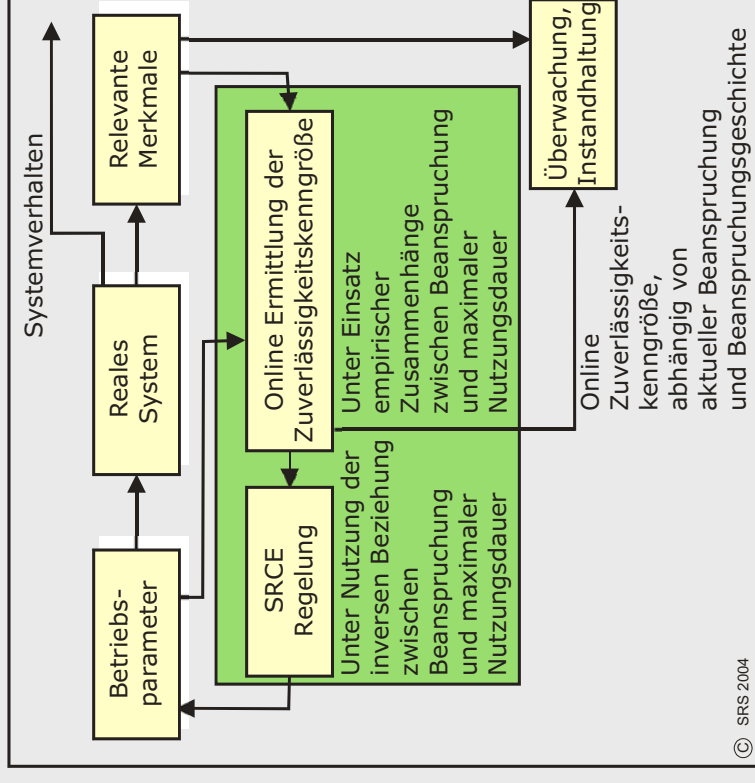 Systemverhalten
Betriebs-
parameter
Reales
System
Relevante
Merkmale
SRCE
Regelung
Online Ermittlung der
Zuverlässigkeitskenngröße
Unter Nutzung der
inversen Beziehung
zwischen
Beanspruchung
und maximaler
Nutzungsdauer
Unter Einsatz
empirischer
Zusammenhänge
zwischen Beanspruchung
und maximaler
Nutzungsdauer
Überwachung,
Instandhaltung
Online
Zuverlässigkeits-
kenngröße,
abhängig von
aktueller Beanspruchung
und Beanspruchungsgeschichte
© SRS 2004